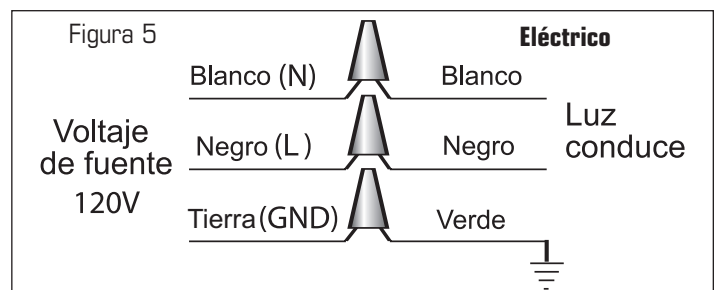 Figura 5
Eléctrico
Blanco (N)
Blanco
Voltaje
de fuente
120V
Negro (L)
Negro
Luz
conduce
Tierra (GND)
Verde